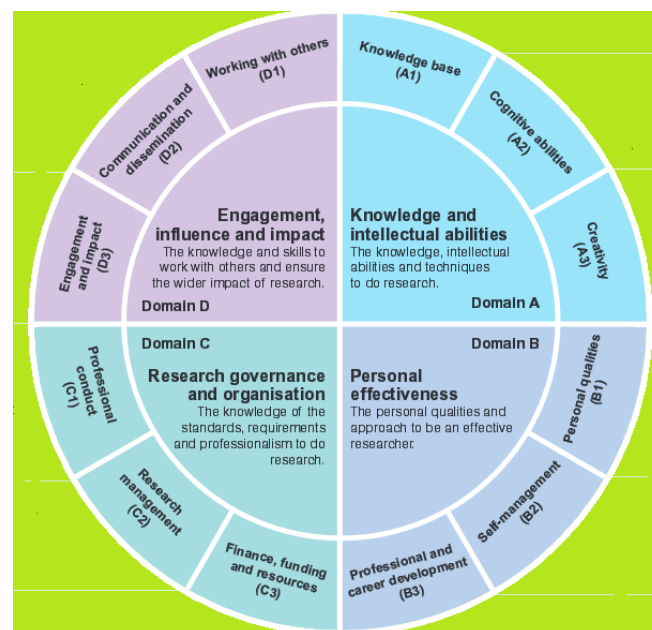 Knowledge base
(A1)
Cognitive abilities
(A2)
Creativity
(A3)
Knowledge and
intellectual abilities
The knowledge, intellectual
abilities and techniques
to do research.
Domain A
Domain B
Personal
effectiveness
The personal qualities and
approach to be an effective
researcher.
Personal qualities
(B1)
Self-management
(B2)
Professional and
career development
(B3)
Domain C
Research governance
and organisation
The knowledge of the
standards, requirements
and professionalism to do
research.
Professional
conduct
(C1)
Research
management
(C2)
Finance, funding
and resources
(C3)
Engagement,
influence and impact
The knowledge and skills to
work with others and ensure
the wider impact of research.
Domain D
Working with others
(D1)
Communication and
dissemination
(D2)
Engagement
and impact
(D3)